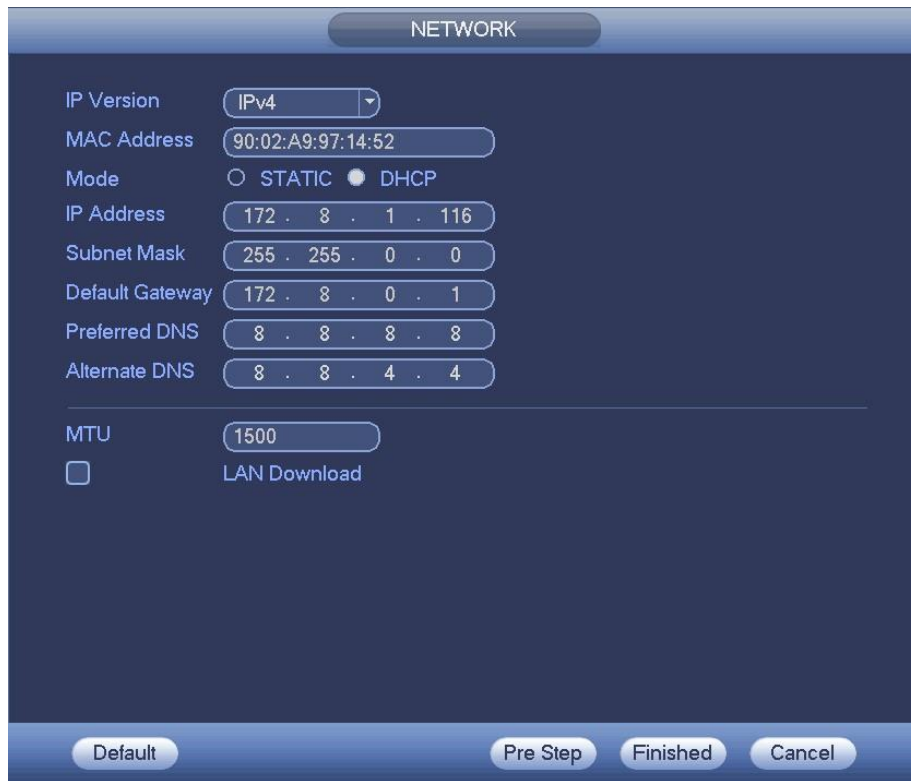 NETWORK
IP Version IPv4
MAC Address 90:02:A9:97:14:52
Mode STATIC DHCP
IP Address 172 . 8 . 1 . 116
Subnet Mask 255 . 255 . 0 . 0
Default Gateway 172 . 8 . 0 . 1
Preferred DNS 8 . 8 . 8 . 8
Alternate DNS 8 . 8 . 4 . 4
MTU 1500
LAN Download
Default Pre Step Finished Cancel